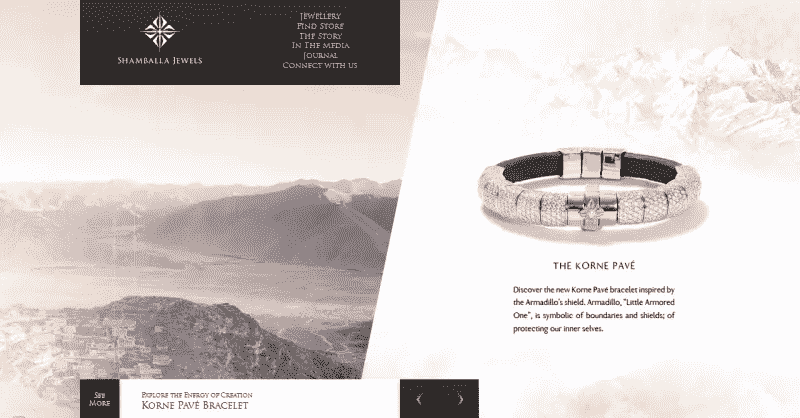 SHAMBALLA JEWELS
JEWELLERY
FIND STORE
THE STORY
IN THE MEDIA
JOURNAL
CONNECT WITH US
THE KORNE PAVÉ
Discover the new Korne Pavé bracelet inspired by
the Armadillo's shield. Armadillo, "Little Armored
One", is symbolic of boundaries and shields; of
protecting our inner selves.
SEE
MORE
EXPLORE THE ENERGY OF CREATION
KORNE PAVÉ BRACELET